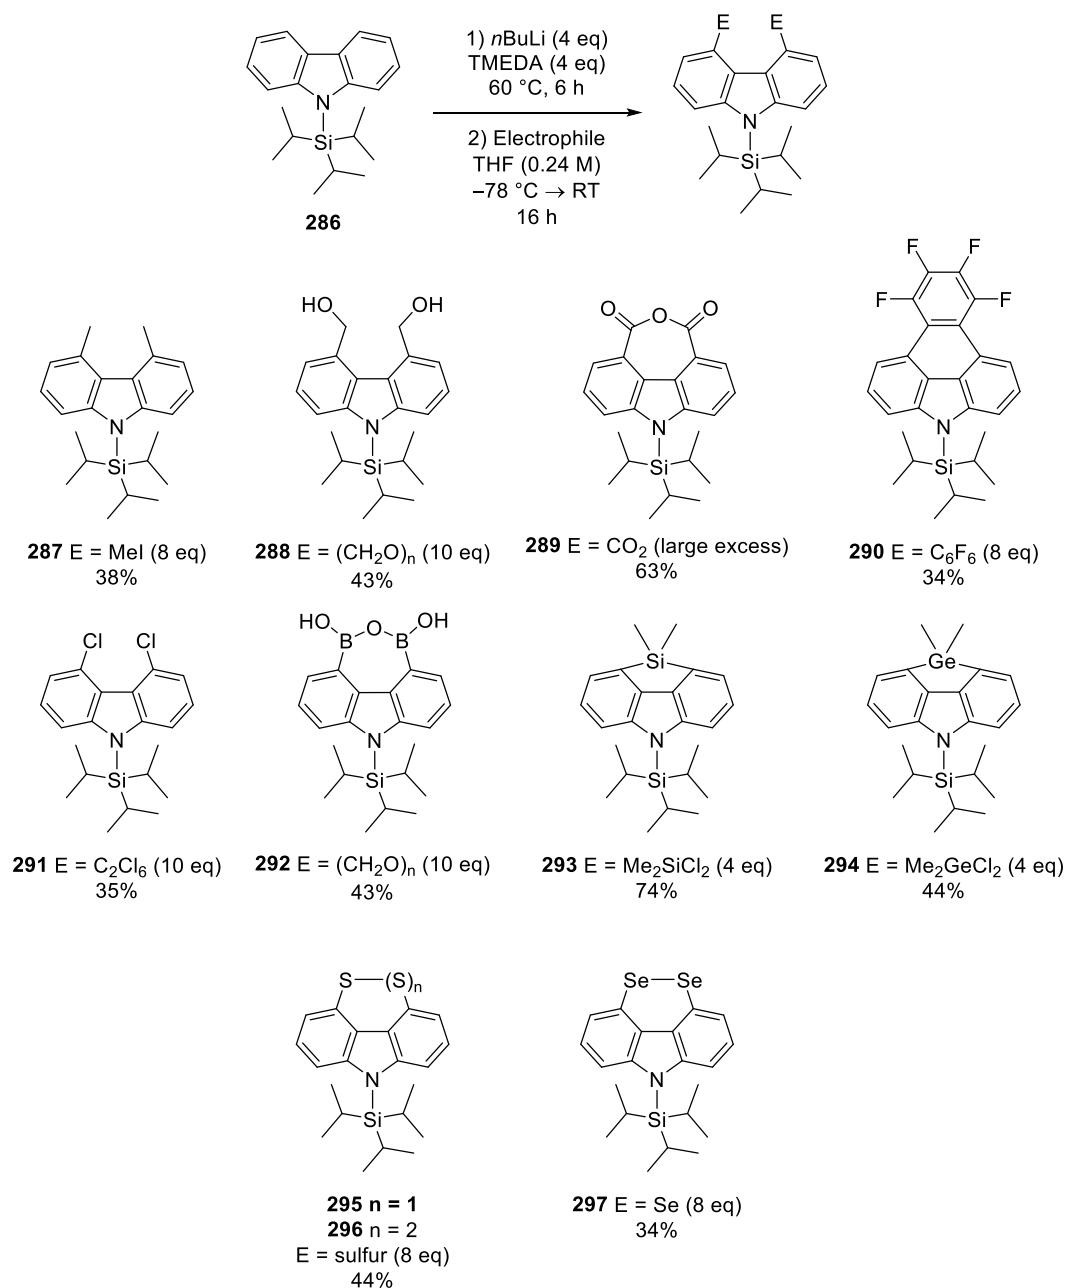 E E
1) nBuLi (4 eq)
TMEDA (4 eq)
60 °C, 6 h
N
Si
2) Electrophile
THF (0.24 M)
–78 °C → RT
16 h
N
Si
286
HO OH
O O O
F F
F F
N
Si
N
Si
N
Si
N
Si
287 E = MeI (8 eq)
38%
288 E = (CH2O)n (10 eq)
43%
289 E = CO2 (large excess)
63%
290 E = C6F6 (8 eq)
34%
Cl Cl
HO B O B OH
Si
Ge
N
Si
N
Si
N
Si
N
Si
291 E = C2Cl6 (10 eq)
35%
292 E = (CH2O)n (10 eq)
43%
293 E = Me2SiCl2 (4 eq)
74%
294 E = Me2GeCl2 (4 eq)
44%
S (S)n
Se Se
N
Si
N
Si
295 n = 1
296 n = 2
E = sulfur (8 eq)
44%
297 E = Se (8 eq)
34%